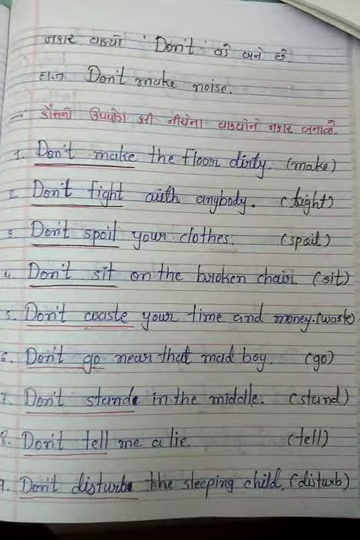 નકાર વાક્યો 'Don't' થી બને છે
દા.ત Don't make noise.
- કૌંસનો ઉપયોગ કરી નીચેના વાક્યોને નકાર બનાવો.
1. Don't make the floor dirty. (make)
2. Don't fight with anybody. (fight)
3. Don't spoil your clothes. (spoil)
4. Don't sit on the broken chair (sit)
5. Don't waste your time and money. (waste)
6. Don't go near that mad boy. (go)
7. Don't stand in the middle. (stand)
8. Don't tell me a lie. (tell)
9. Don't disturb the sleeping child. (disturb)